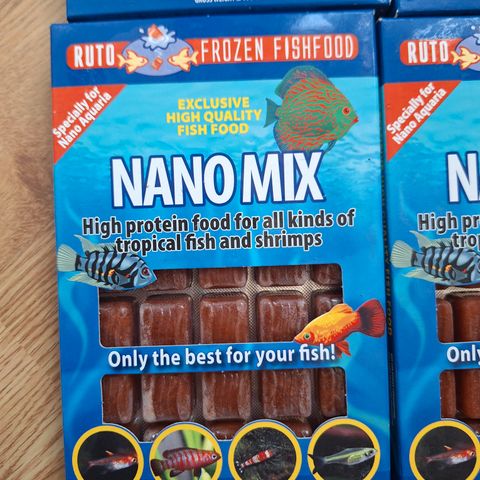 RUTO FROZEN FISHFOOD
Specially for
Nano Aquaria
EXCLUSIVE
HIGH QUALITY
FISH FOOD
NANO MIX
High protein food for all kinds of
tropical fish and shrimps
Only the best for your fish!
RUTO
Specially for
Nano Aquaria
N
High pr
trop
Onl